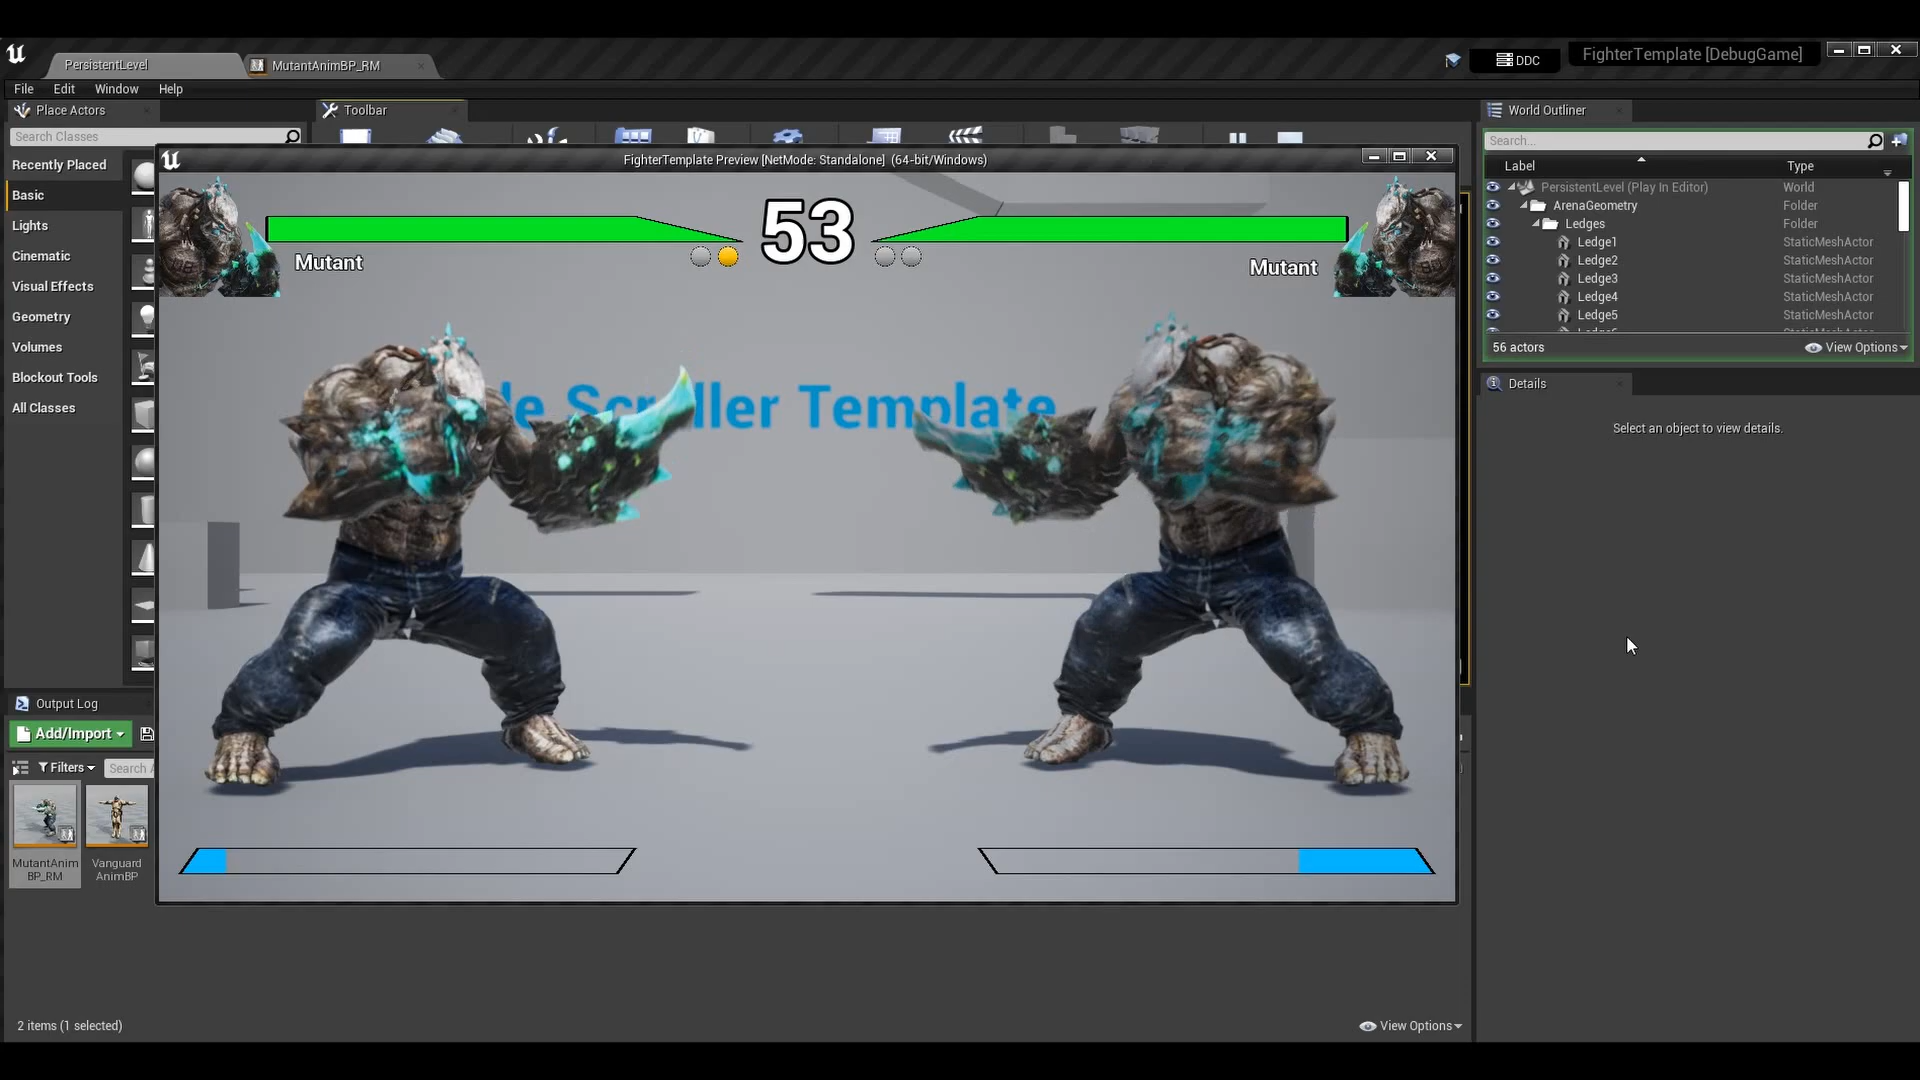 PersistentLevel
MutantAnimBP_RM
DDC
FighterTemplate [DebugGame]
File Edit Window Help
Place Actors
Toolbar
World Outliner
Search Classes
Search...
Recently Placed
Basic
Lights
Cinematic
Visual Effects
Geometry
Volumes
Blockout Tools
All Classes
FighterTemplate Preview [NetMode: Standalone] (64-bit/Windows)
53
Mutant
Mutant
de Scroller Template
Label Type
PersistentLevel (Play In Editor) World
ArenaGeometry Folder
Ledges Folder
Ledge1 StaticMeshActor
Ledge2 StaticMeshActor
Ledge3 StaticMeshActor
Ledge4 StaticMeshActor
Ledge5 StaticMeshActor
56 actors
View Options
Details
Select an object to view details.
Output Log
Add/Import
Filters
Search
MutantAnim
BP_RM
Vanguard
AnimBP
2 items (1 selected)
View Options